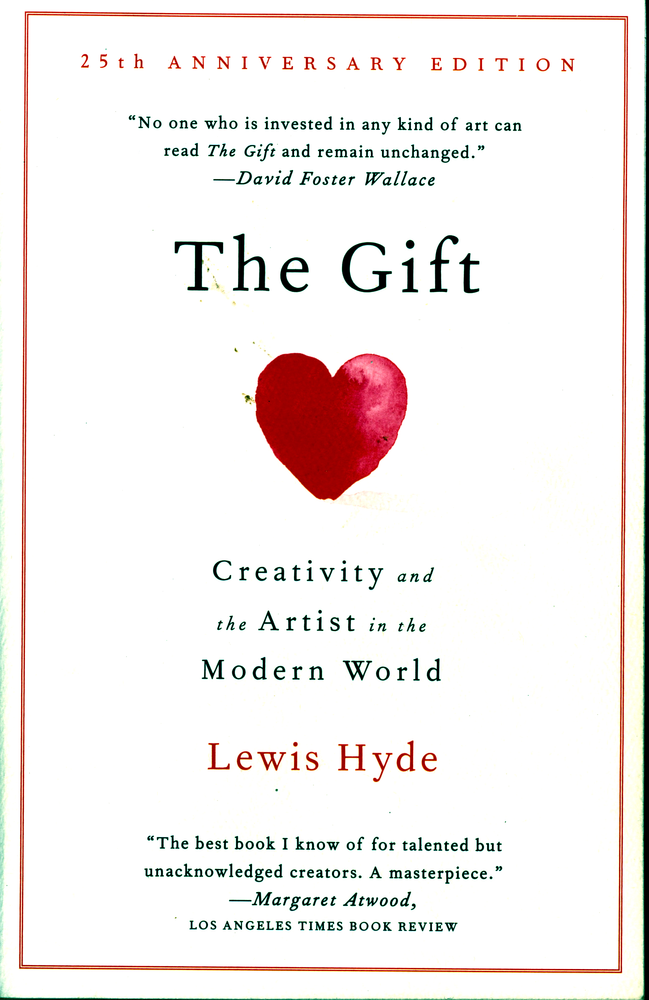 25th ANNIVERSARY EDITION
“No one who is invested in any kind of art can
read The Gift and remain unchanged.”
—David Foster Wallace
The Gift
Creativity and
the Artist in the
Modern World
Lewis Hyde
“The best book I know of for talented but
unacknowledged creators. A masterpiece.”
—Margaret Atwood,
LOS ANGELES TIMES BOOK REVIEW